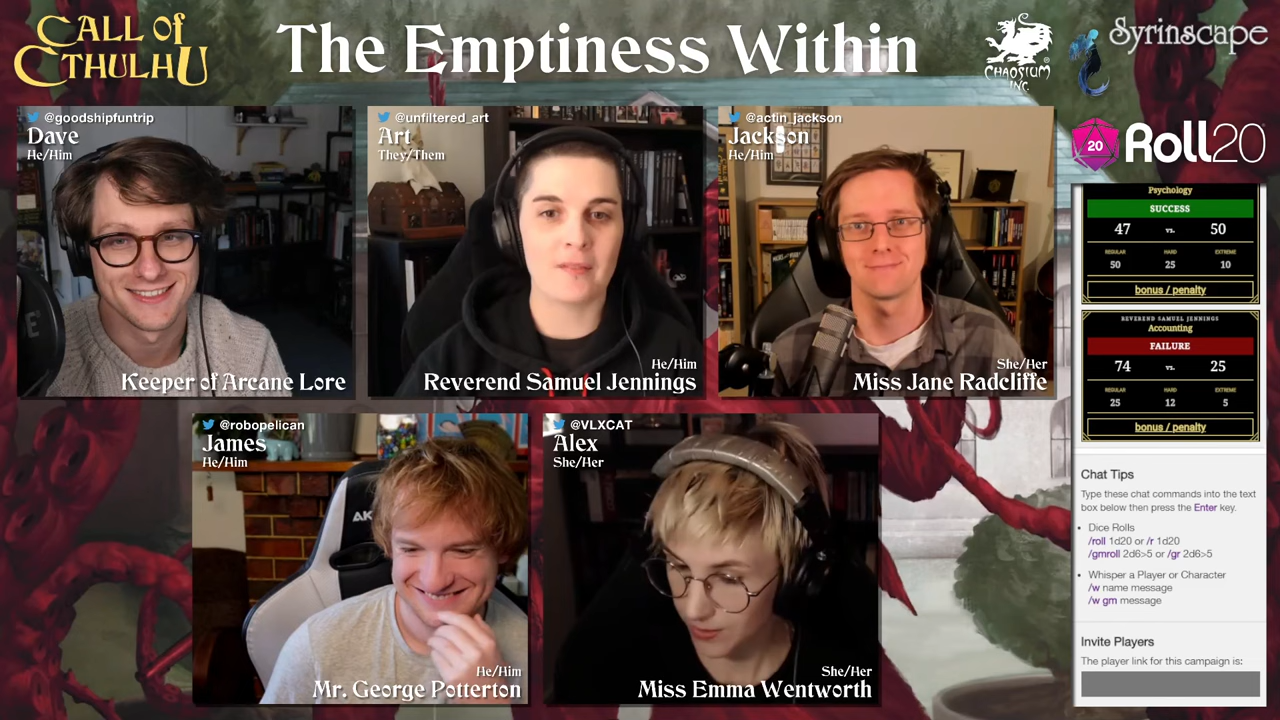 CALL of
CTHULHU
The Emptiness Within
CHAOSIUM
INC.
Syrinscape
20
Roll20
@goodshipfuntrip
Dave
He/Him
Keeper of Arcane Lore
@unfiltered_art
Art
They/Them
He/Him
Reverend Samuel Jennings
@actin_jackson
Jackson
He/Him
She/Her
Miss Jane Radcliffe
@robopelican
James
He/Him
AK
He/Him
Mr. George Potterton
@VLXCAT
Alex
She/Her
She/Her
Miss Emma Wentworth
Psychology
SUCCESS
47 vs. 50
REGULAR HARD EXTREME
50 25 10
bonus / penalty
REVEREND SAMUEL JENNINGS
Accounting
FAILURE
74 vs. 25
REGULAR HARD EXTREME
25 12 5
bonus / penalty
Chat Tips
Type these chat commands into the text
box below then press the Enter key.
Dice Rolls
/roll 1d20 or /r 1d20
/gmroll 2d6>5 or /gr 2d6>5
Whisper a Player or Character
/w name message
/w gm message
Invite Players
The player link for this campaign is: